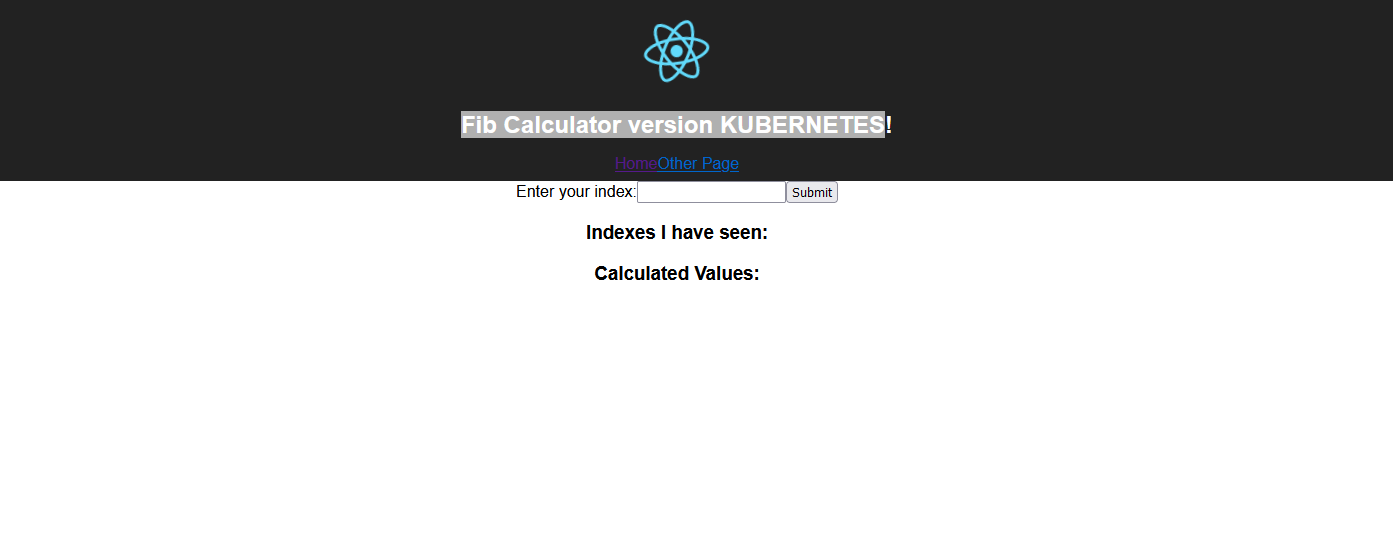 Fib Calculator version KUBERNETES!
HomeOther Page
Enter your index: Submit
Indexes I have seen:
Calculated Values: